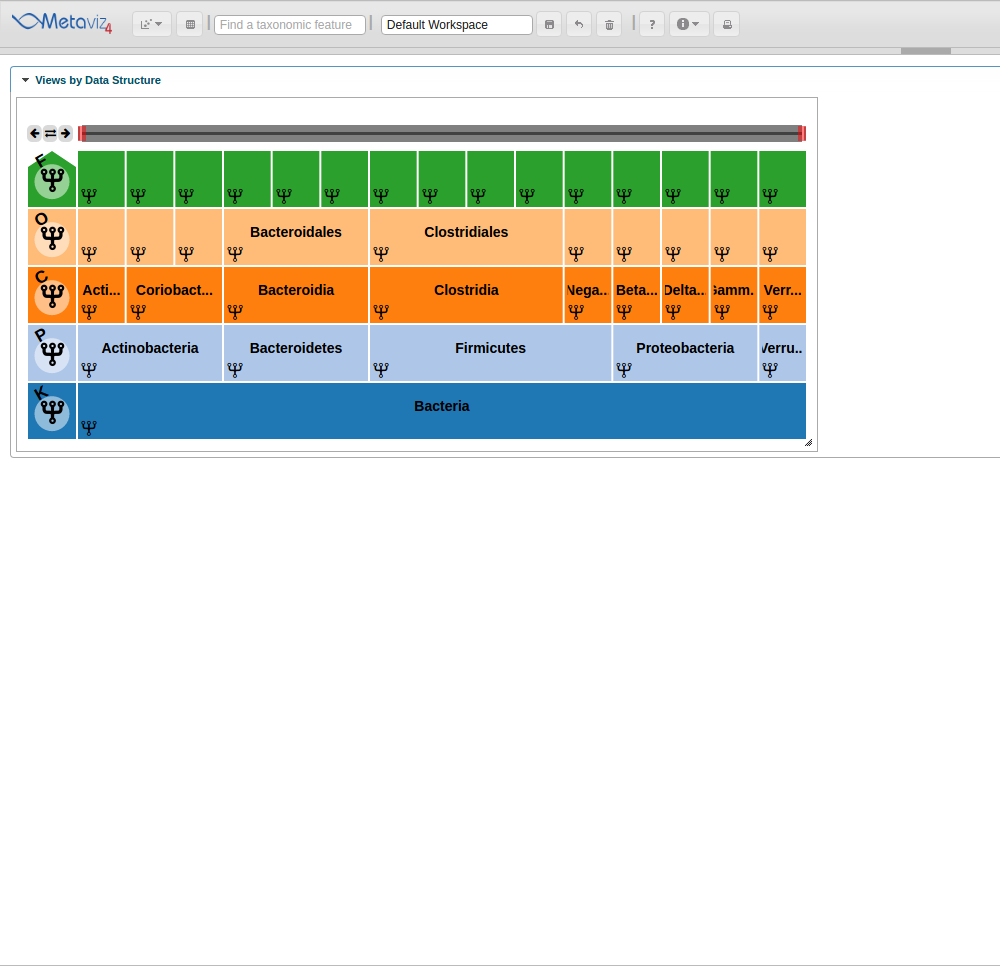 Metaviz4
Find a taxonomic feature
Default Workspace
?
Views by Data Structure
F
O
Bacteroidales Clostridiales
C
Acti... Coriobact... Bacteroidia Clostridia Nega... Beta... Delta... Gamm... Verr...
P
Actinobacteria Bacteroidetes Firmicutes Proteobacteria Verru...
K
Bacteria